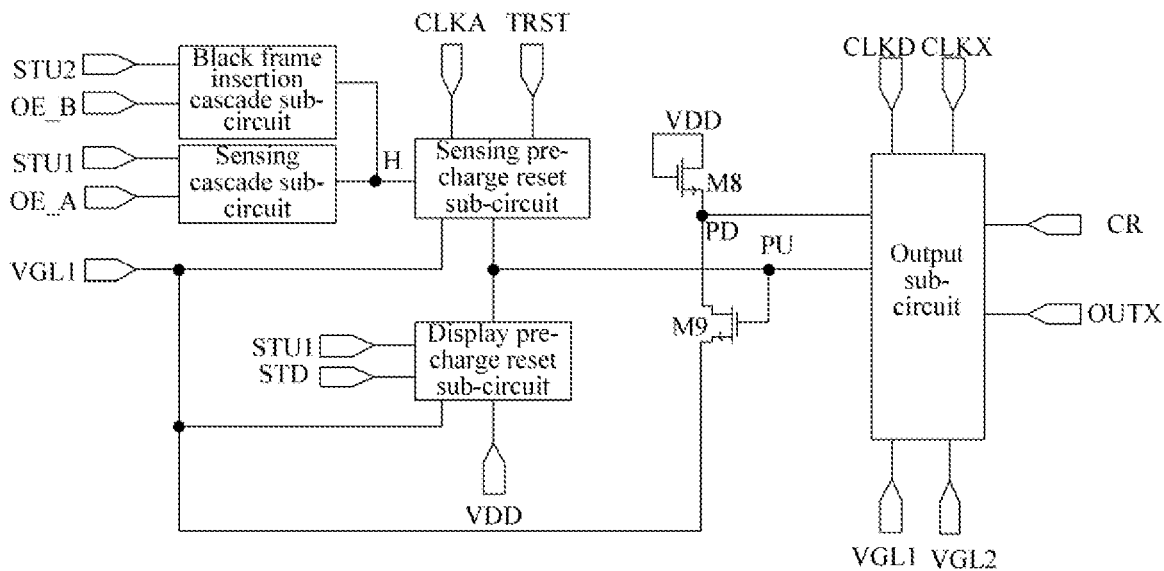 CLKA
TRST
CLKD
CLKX
STU2
OE_B
Black frame
insertion
cascade sub-
circuit
STU1
OE_A
Sensing
cascade sub-
circuit
H
Sensing pre-
charge reset
sub-circuit
VDD
M8
PD
PU
CR
VGL1
Output
sub-
circuit
M9
OUTX
STU1
STD
Display pre-
charge reset
sub-circuit
VDD
VGL1
VGL2